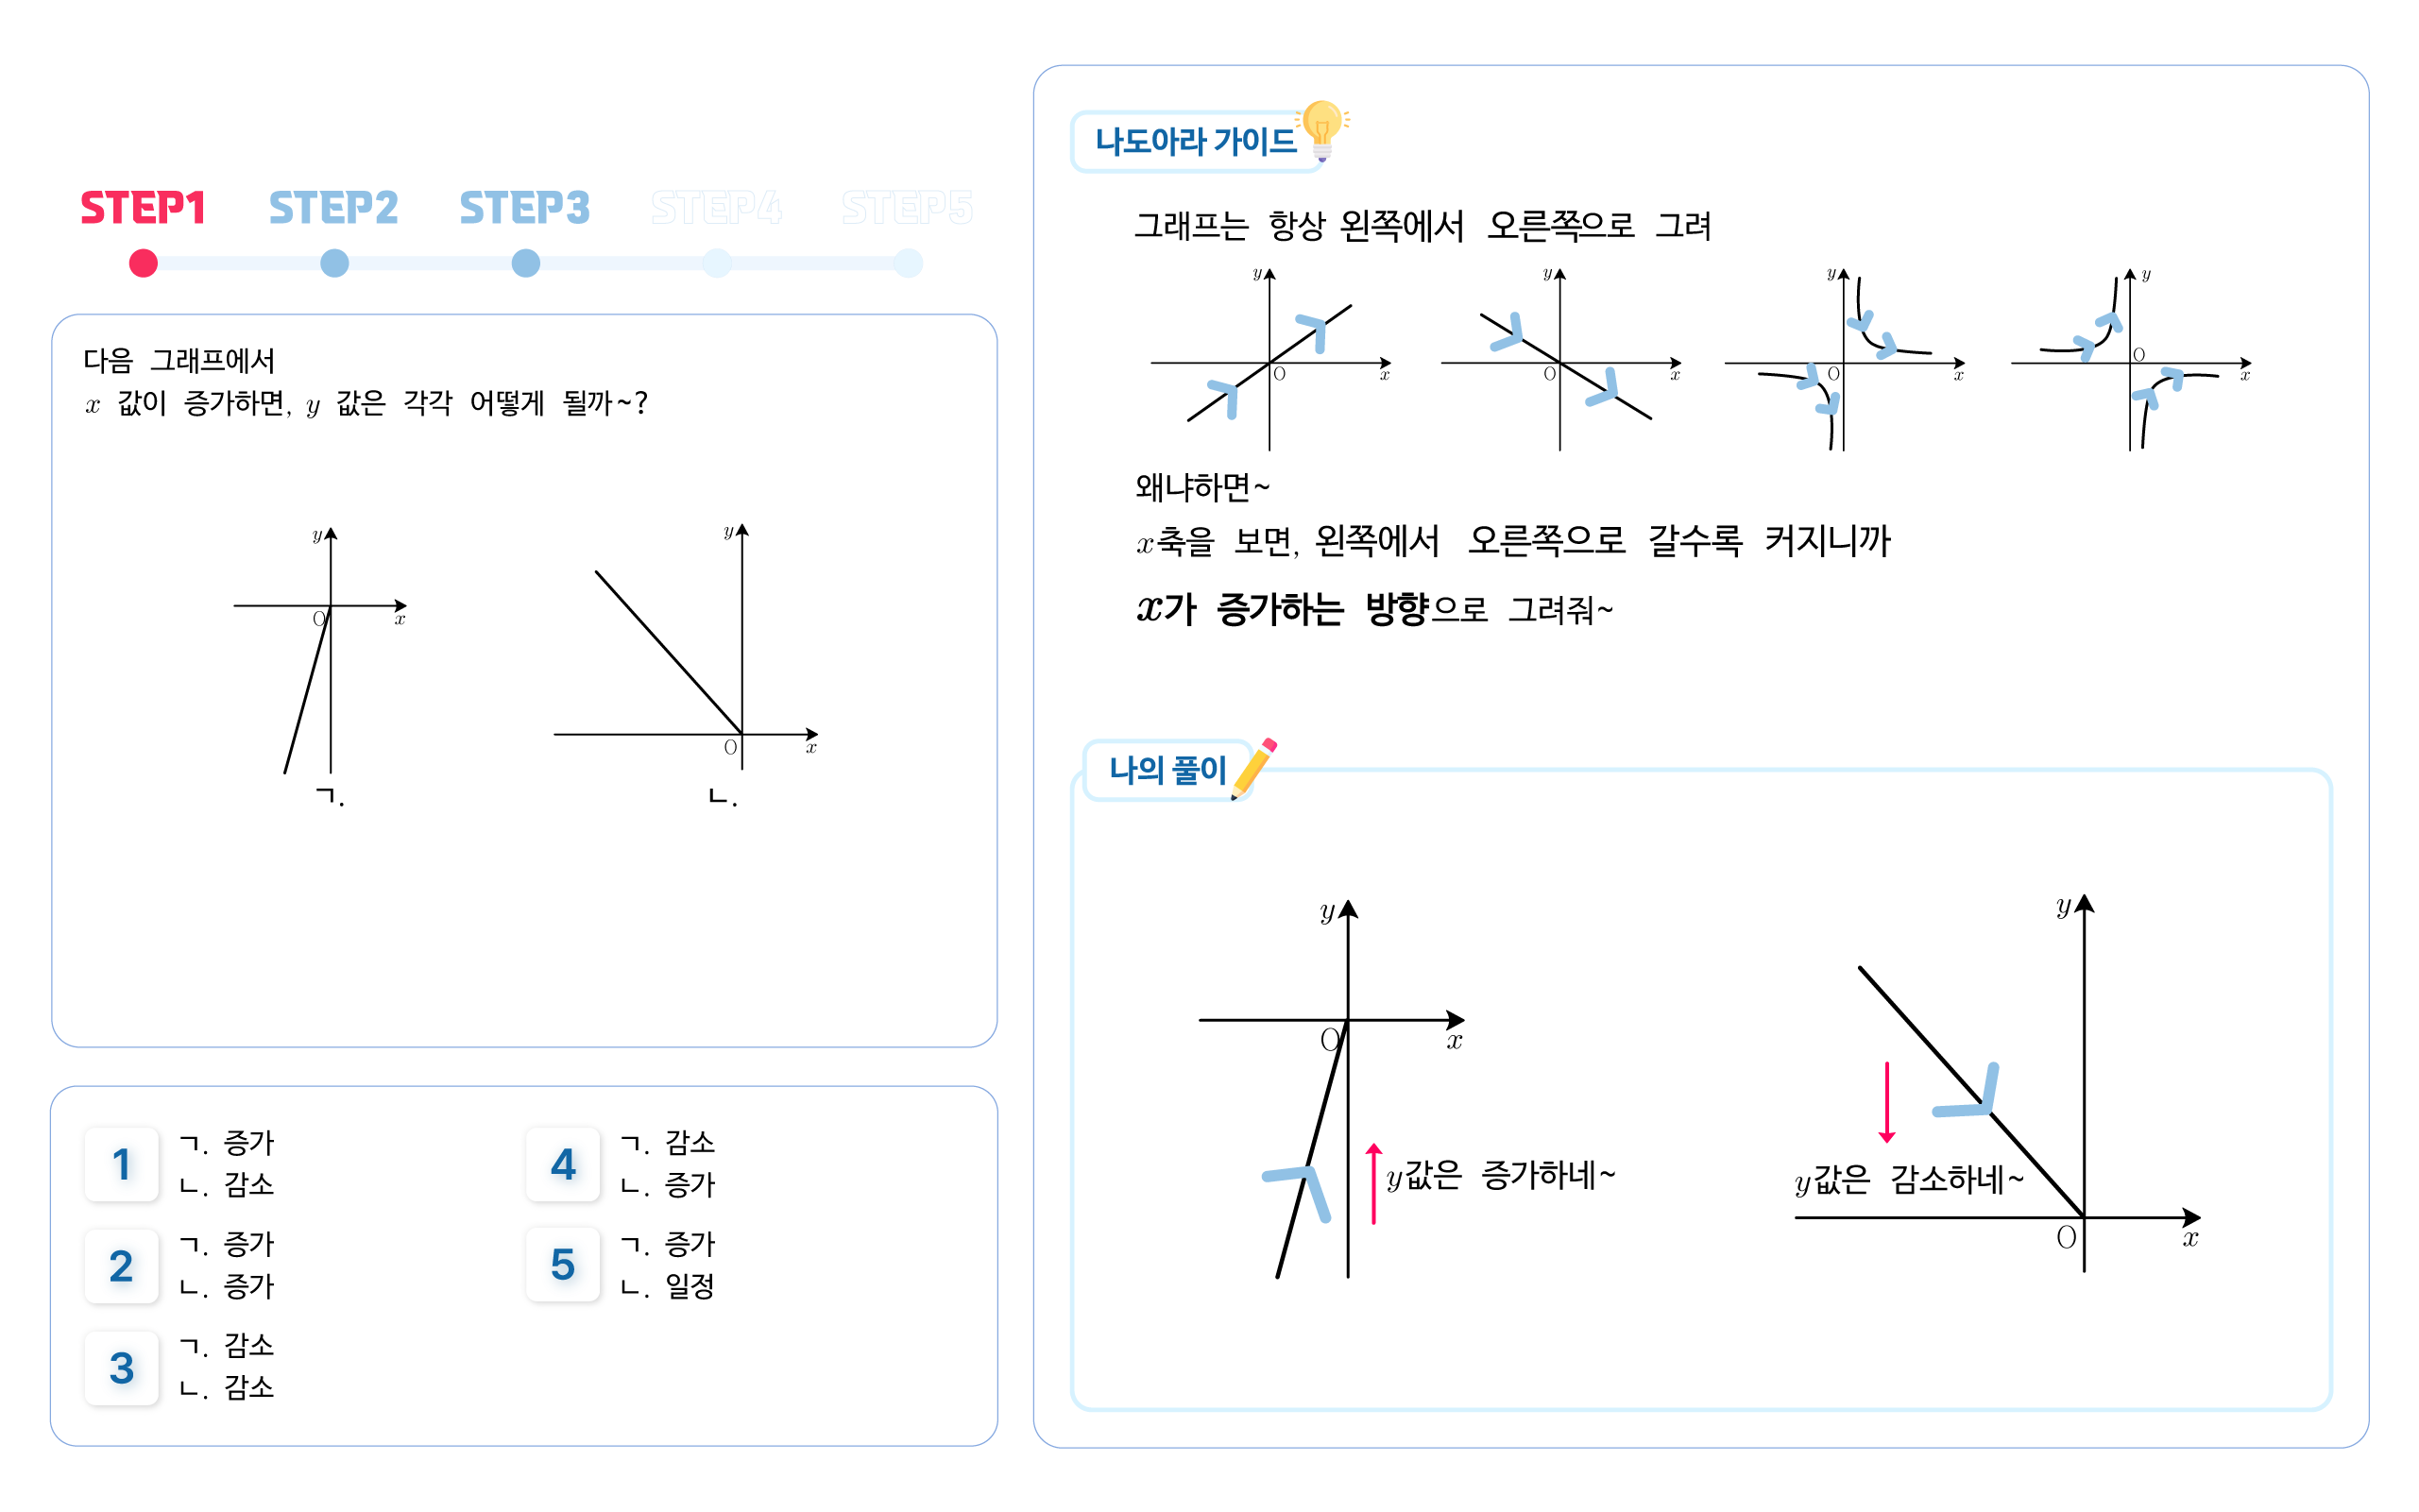 STEP1 STEP2 STEP3 STEP4 STEP5
다음 그래프에서
x 값이 증가하면, y 값은 각각 어떻게 될까~?
y
O
x
ㄱ.
y
O
x
ㄴ.
1 ㄱ. 증가
ㄴ. 감소
2 ㄱ. 증가
ㄴ. 증가
3 ㄱ. 감소
ㄴ. 감소
4 ㄱ. 감소
ㄴ. 증가
5 ㄱ. 증가
ㄴ. 일정
나도아라 가이드
그래프는 항상 왼쪽에서 오른쪽으로 그려
y
O
x
y
O
x
y
O
x
y
O
x
왜냐하면~
x축을 보면, 왼쪽에서 오른쪽으로 갈수록 커지니까
x가 증가하는 방향으로 그려줘~
나의 풀이
y
O
x
y값은 증가하네~
y
y값은 감소하네~
O
x